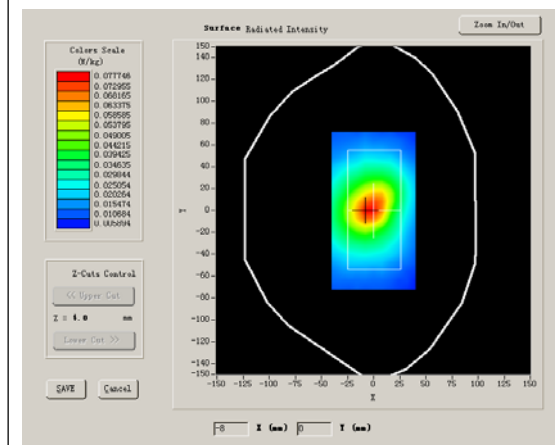 Surface Radiated Intensity
Zoom In/Out
Colors Scale
(W/kg)
0.077746
0.072955
0.068165
0.063375
0.058585
0.053795
0.049005
0.044215
0.039425
0.034635
0.029844
0.025054
0.020264
0.015474
0.010684
0.005894
Z-Cuts Control
<< Upper Cut
Z = 4.0 mm
Lower Cut >>
SAVE
Cancel
150
140
120
100
80
60
40
20
0
-20
-40
-60
-80
-100
-120
-140
-150
Y
-150 -125 -100 -75 -50 -25 0 25 50 75 100 125 150
X
-8 X (mm) 0 Y (mm)